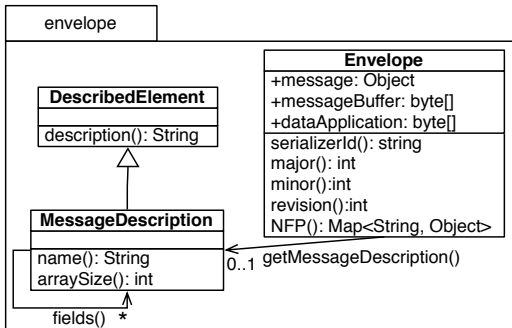 envelope
DescribedElement
description(): String
Envelope
+message: Object
+messageBuffer: byte[]
+dataApplication: byte[]
serializerId(): string
major(): int
minor():int
revision():int
NFP(): Map<String, Object>
MessageDescription
name(): String
arraySize(): int
0..1 getMessageDescription()
fields() *